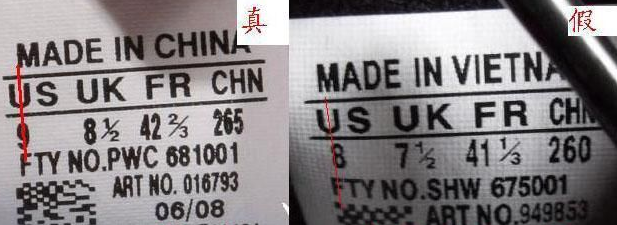 真
MADE IN CHINA
US UK FR CHN
9 8½ 42⅔ 265
FTY NO.PWC 681001
ART NO. 016793
06/08
假
MADE IN VIETNA
US UK FR CHN
8 7½ 41⅓ 260
FTY NO.SHW 675001
ART NO.949853